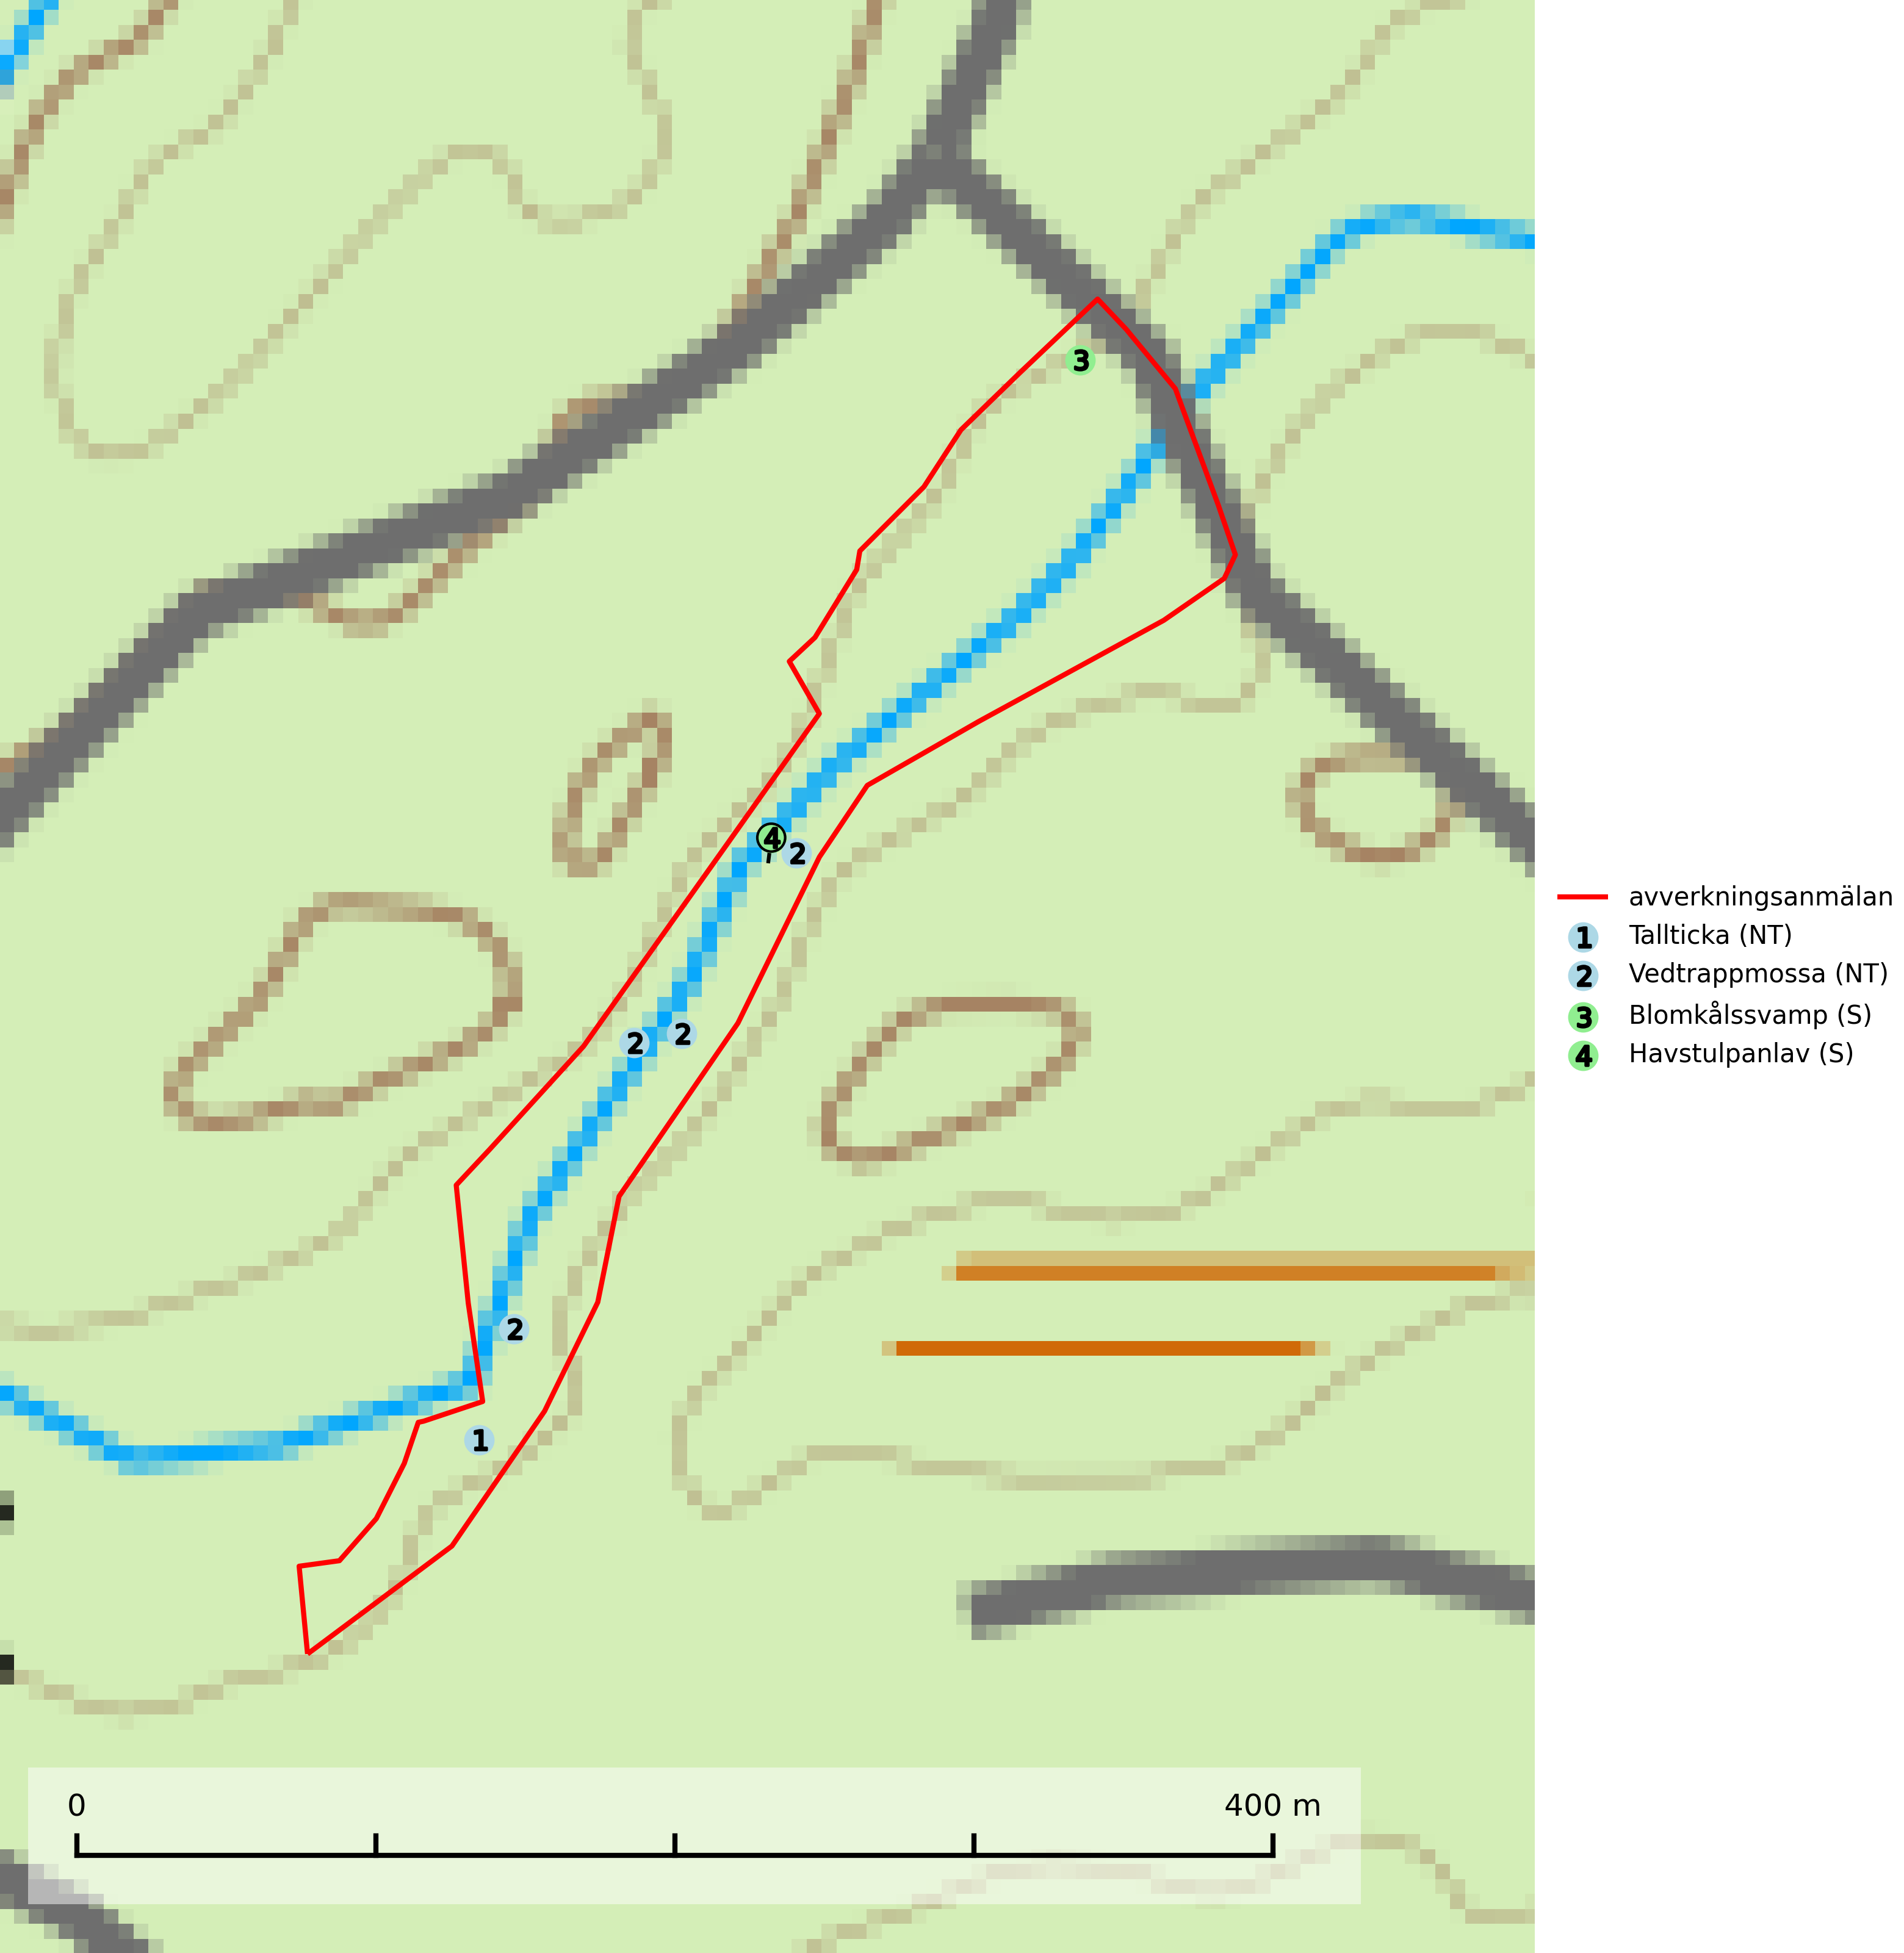 3
4
2
2
2
2
1
avverkningsanmälan
1 Tallticka (NT)
2 Vedtrappmossa (NT)
3 Blomkålssvamp (S)
4 Havstulpanlav (S)
0 400 m